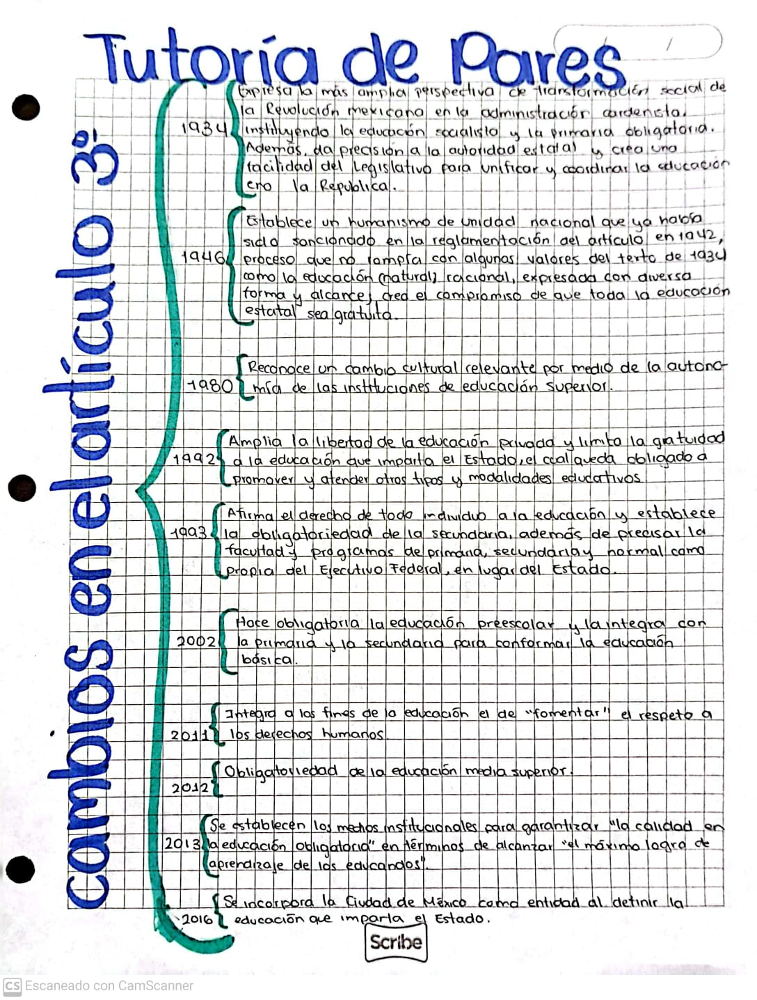 Tutoría de Pares
Cambios en el artículo 3º.
1934
Expresa la más amplia perspectiva de transformación social de
la Revolución mexicana en la administración cardenista.
instituyendo la educación socialista y la primaria obligatoria.
Además, da precisión a la autoridad estatal y crea una
facilidad del Legislativo para unificar y coordinar la educación
en la Republica.
1946
Establece un humanismo de unidad nacional que ya había
sido sancionado en la reglamentación del artículo en 1942,
proceso que no rompía con algunos valores del texto de 1934
como la educación (natural) racional, expresada con diversa
forma y alcance, creó el compromiso de que toda la educación
estatal sea gratuita.
1980
Reconoce un cambio cultural relevante por medio de la autono-
mía de las instituciones de educación superior.
1992
Amplia la libertad de la educación privada y limita la gratuidad
a la educación que imparta el Estado, el cual queda obligado a
promover y atender otros tipos y modalidades educativos
1993
Afirma el derecho de todo individuo a la educación y establece
la obligatoriedad de la secundaria, además de precisar la
facultad y programas de primaria, secundaria y normal como
propia del Ejecutivo Federal, en lugar del Estado.
2002
Hace obligatoria la educación preescolar y la integra con
la primaria y la secundaria para conformar la educación
básica.
2011
Integra a los fines de la educación el de "fomentar" el respeto a
los derechos humanos
2012
Obligatoriedad de la educación media superior.
2013
Se establecen los medios institucionales para garantizar "la calidad en
la educación obligatoria" en términos de alcanzar "el máximo logro de
aprendizaje de los educandos".
2016
Se incorpora la Ciudad de México como entidad al definir la
educación que imparta el Estado.
Scribe
CS Escaneado con CamScanner